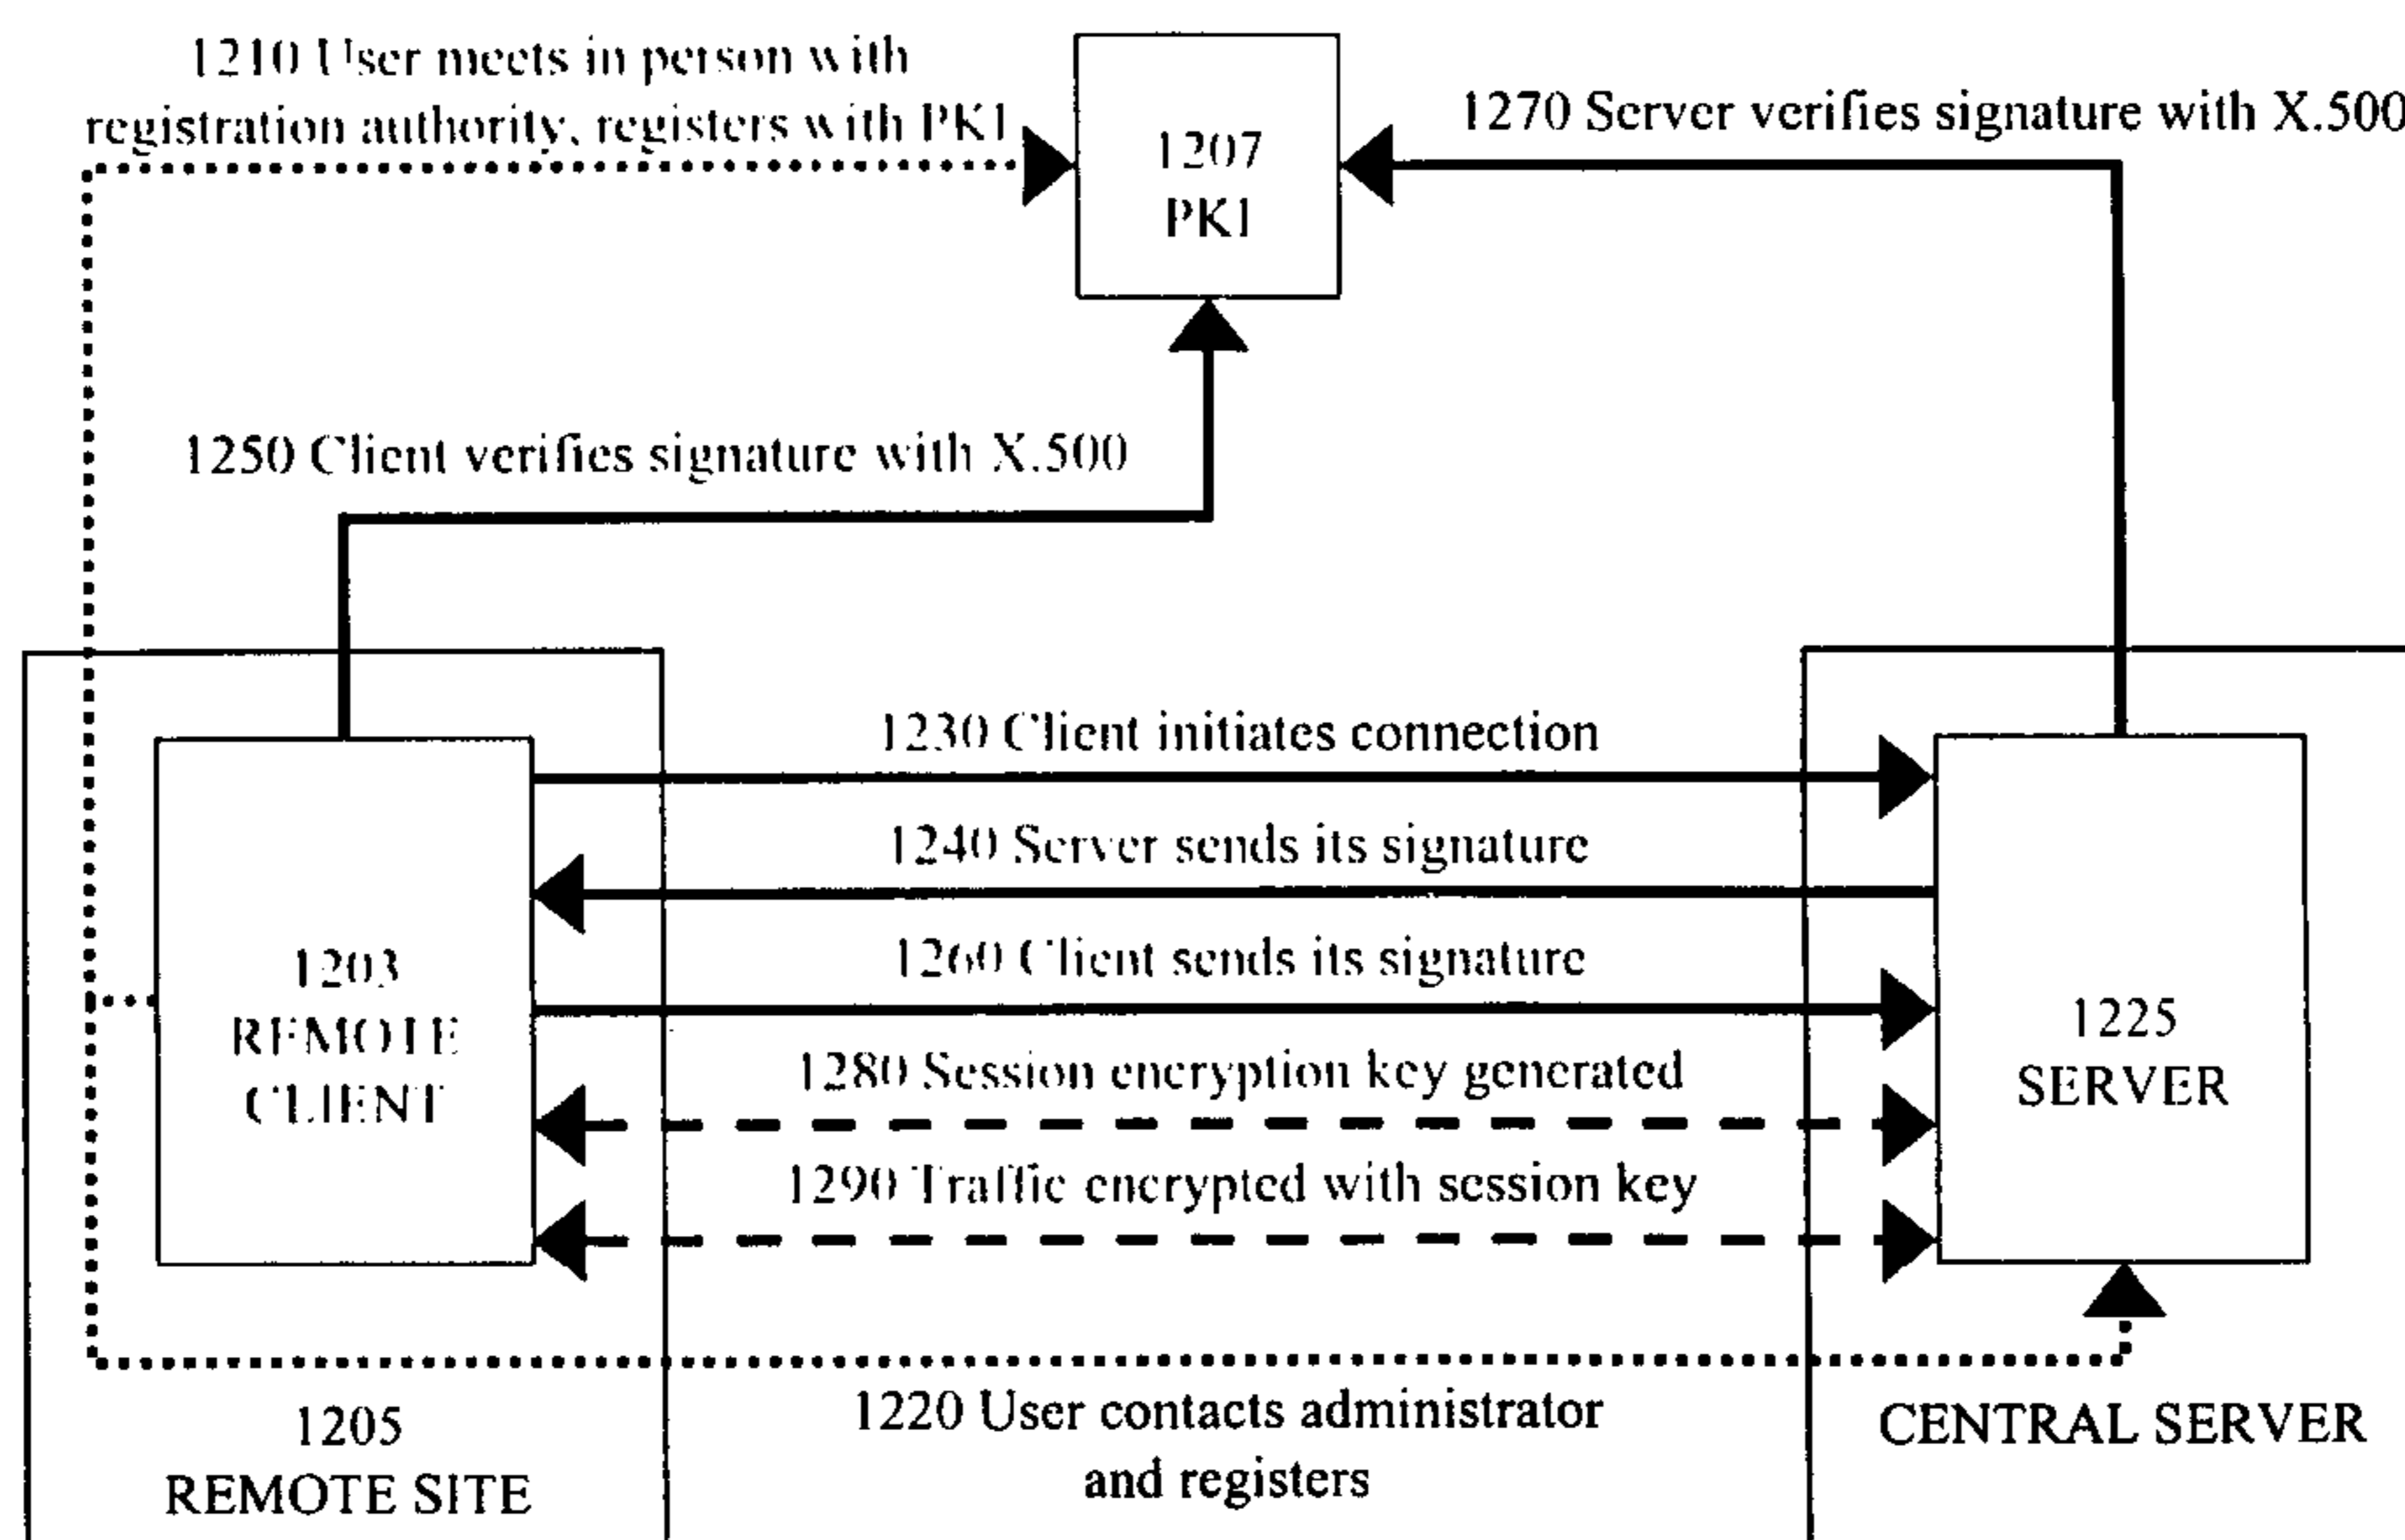 1210 User meets in person with
registration authority, registers with PKI
1207
PKI
1270 Server verifies signature with X.500
1250 Client verifies signature with X.500
1230 Client initiates connection
1240 Server sends its signature
1260 Client sends its signature
1280 Session encryption key generated
1290 Traffic encrypted with session key
1203
REMOTE
CLIENT
1225
SERVER
1220 User contacts administrator
and registers
1205
REMOTE SITE
CENTRAL SERVER